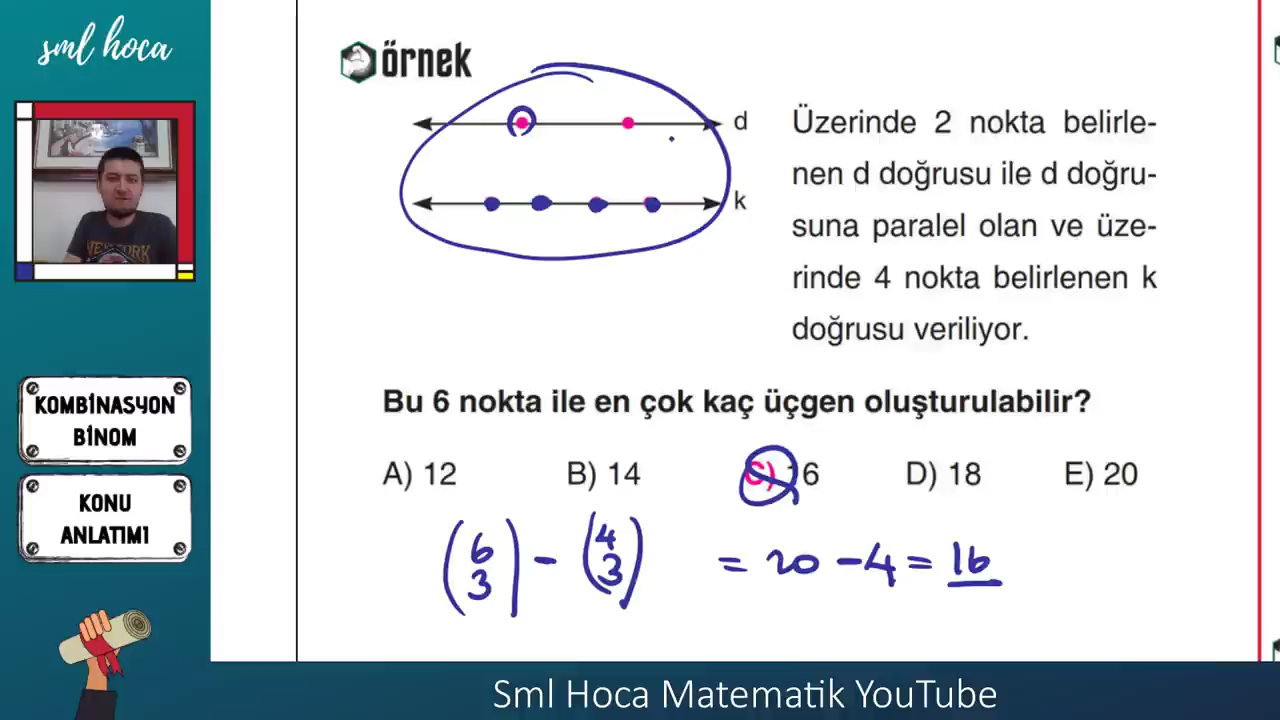 sml hoca
örnek
d
k
Üzerinde 2 nokta belirle-
nen d doğrusu ile d doğru-
suna paralel olan ve üze-
rinde 4 nokta belirlenen k
doğrusu veriliyor.
Bu 6 nokta ile en çok kaç üçgen oluşturulabilir?
A) 12 B) 14 C) 16 D) 18 E) 20
(6 3) - (4 3) = 20 - 4 = 16
KOMBİNASYON
BİNOM
KONU
ANLATIMI
Sml Hoca Matematik YouTube